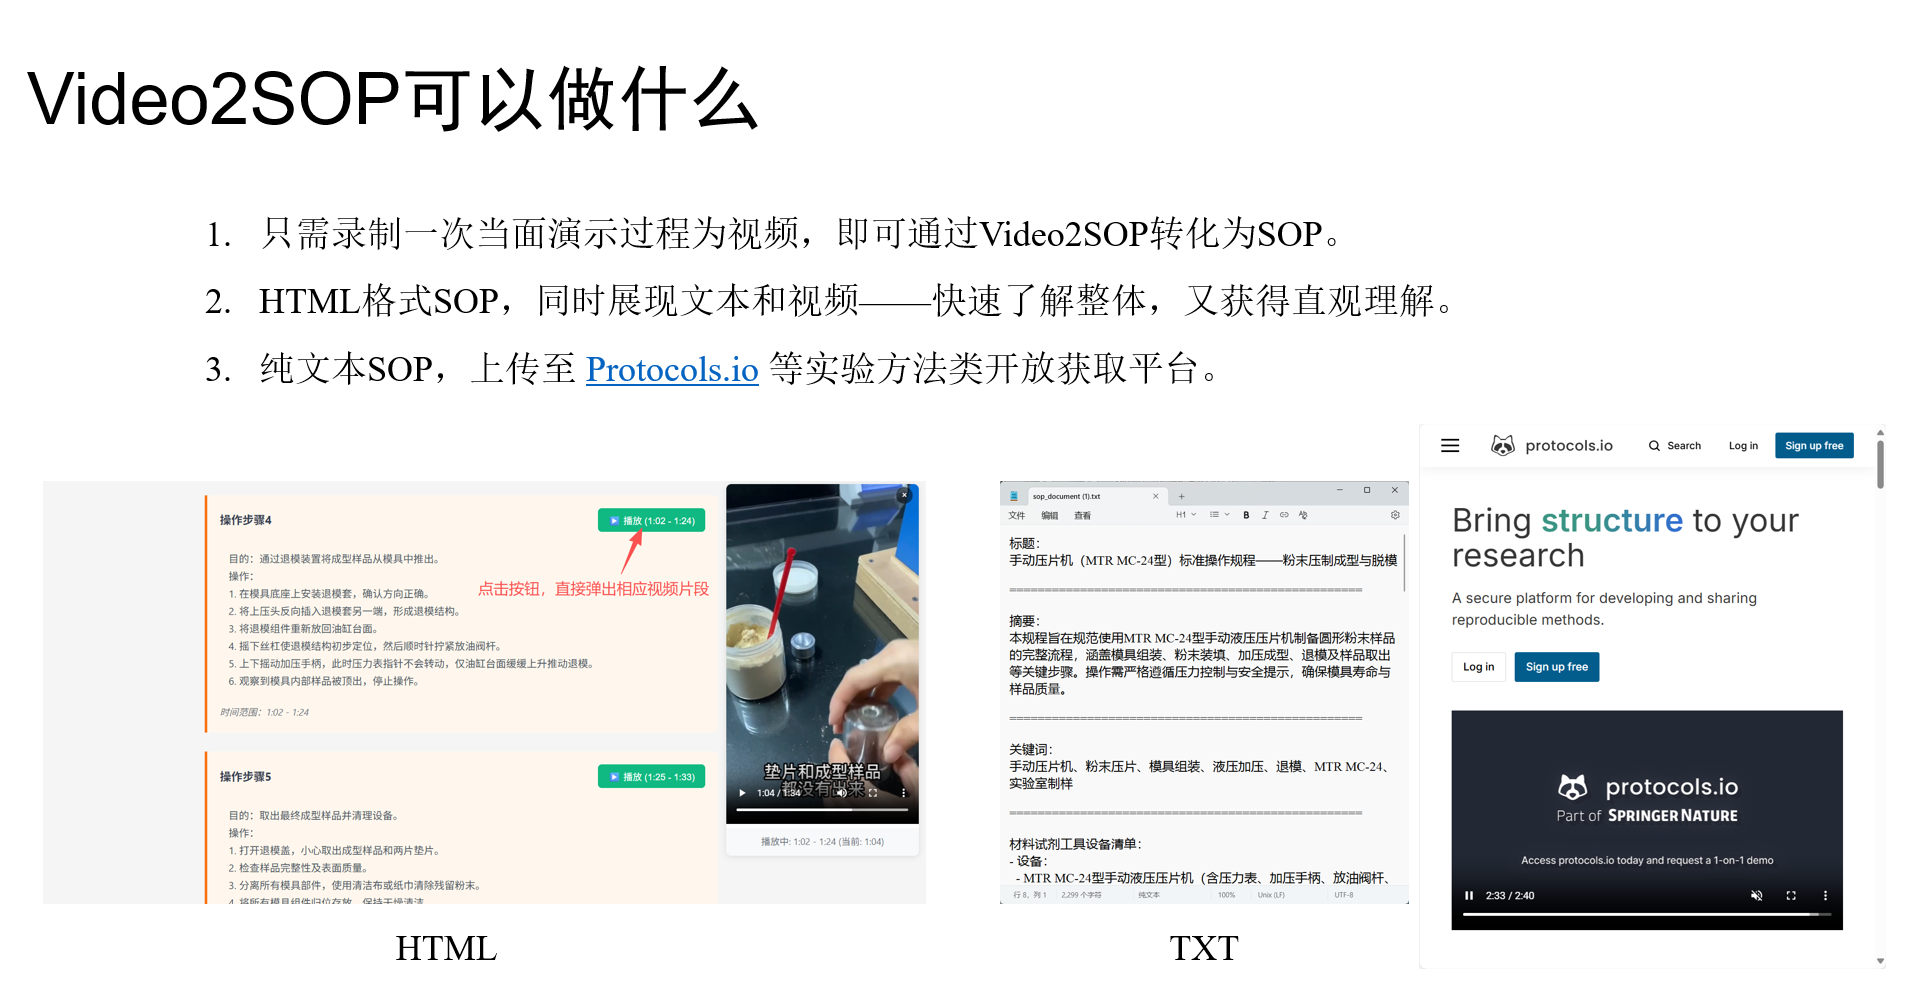 Video2SOP可以做什么
1. 只需录制一次当面演示过程为视频，即可通过Video2SOP转化为SOP。
2. HTML格式SOP，同时展现文本和视频——快速了解整体，又获得直观理解。
3. 纯文本SOP，上传至 Protocols.io 等实验方法类开放获取平台。
操作步骤4
播放 (1:02 - 1:24)
目的：通过退模装置将成型样品从模具中推出。
操作：
点击按钮，直接弹出相应视频片段
1. 在模具底座上安装退模套，确认方向正确。
2. 将上压头反向插入退模套另一端，形成退模结构。
3. 将退模组件重新放回油缸台面。
4. 摇下丝杠使退模结构初步定位，然后顺时针拧紧放油阀杆。
5. 上下摇动加压手柄，此时压力表指针不会转动，仅油缸台面缓缓上升推动退模。
6. 观察到模具内部样品被顶出，停止操作。
时间范围：1:02 - 1:24
操作步骤5
播放 (1:25 - 1:33)
目的：取出最终成型样品并清理设备。
操作：
1. 打开退模盖，小心取出成型样品和两片垫片。
2. 检查样品完整性及表面质量。
3. 分离所有模具部件，使用清洁布或纸巾清除残留粉末。
4. 将所有模具组件归位存放，保持干燥清洁。
垫片和成型样品
都没有出来
1:04 / 1:34
播放中: 1:02 - 1:24 (当前: 1:04)
HTML
sop_document (1).txt
文件 编辑 查看 H1 B I
标题：
手动压片机（MTR MC-24型）标准操作规程——粉末压制成型与脱模
==================================================
摘要：
本规程旨在规范使用MTR MC-24型手动液压压片机制备圆形粉末样品
的完整流程，涵盖模具组装、粉末装填、加压成型、退模及样品取出
等关键步骤。操作需严格遵循压力控制与安全提示，确保模具寿命与
样品质量。
==================================================
关键词：
手动压片机、粉末压片、模具组装、液压加压、退模、MTR MC-24、
实验室制样
==================================================
材料试剂工具设备清单：
- 设备：
- MTR MC-24型手动液压压片机（含压力表、加压手柄、放油阀杆、
行 8，列 1 2,299 个字符 纯文本 100% Unix (LF) UTF-8
TXT
protocols.io Search Log in Sign up free
Bring structure to your
research
A secure platform for developing and sharing
reproducible methods.
Log in Sign up free
protocols.io
Part of SPRINGER NATURE
Access protocols.io today and request a 1-on-1 demo
2:33 / 2:40